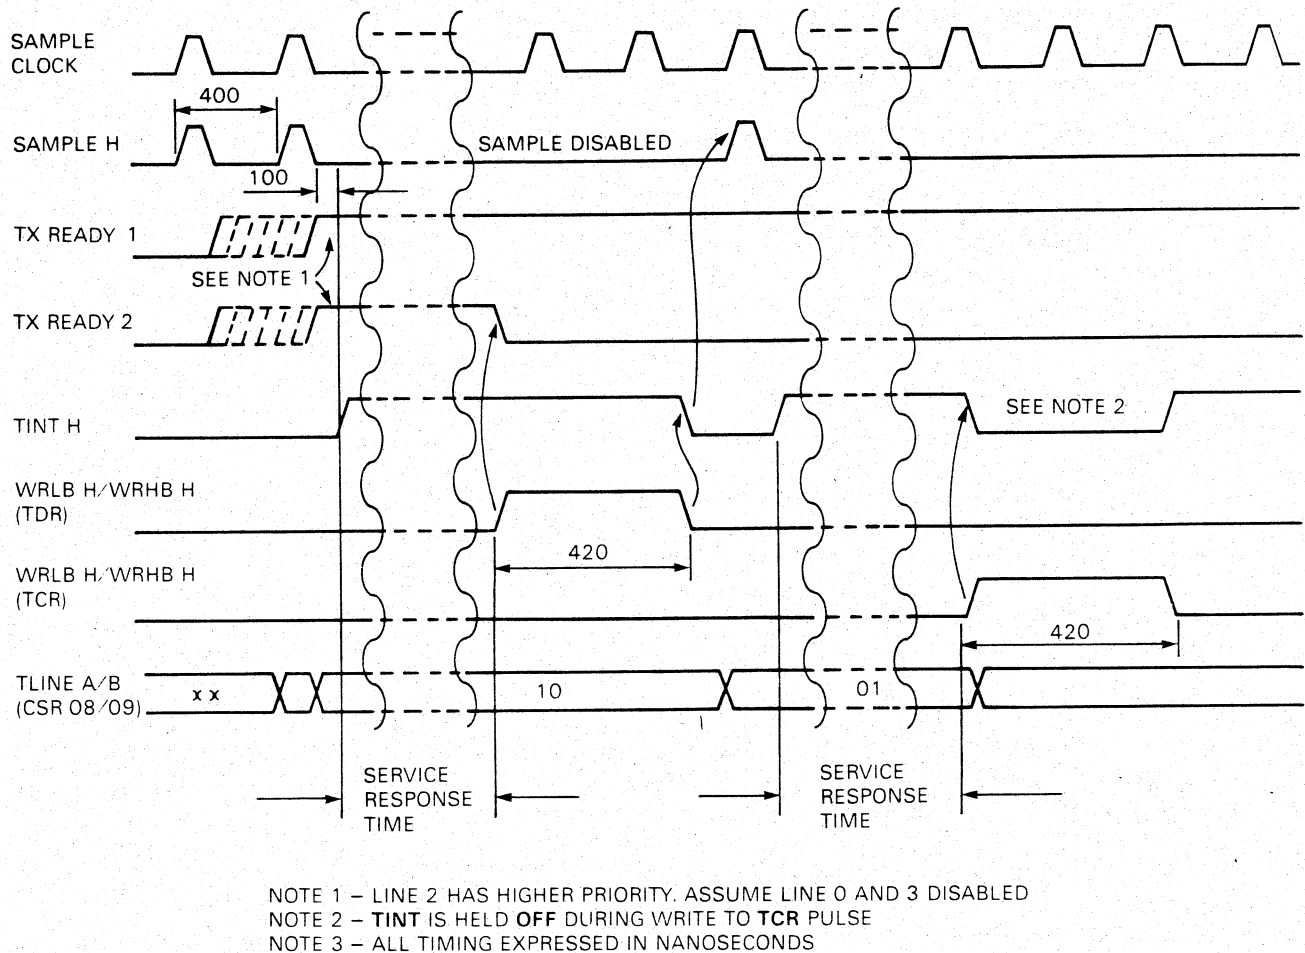 SAMPLE
CLOCK
400
SAMPLE H
SAMPLE DISABLED
100
TX READY 1
SEE NOTE 1
TX READY 2
TINT H
SEE NOTE 2
WRLB H/WRHB H
(TDR)
420
WRLB H/WRHB H
(TCR)
420
TLINE A/B
(CSR 08/09)
x x
10
01
SERVICE
RESPONSE
TIME
SERVICE
RESPONSE
TIME
NOTE 1 – LINE 2 HAS HIGHER PRIORITY. ASSUME LINE 0 AND 3 DISABLED
NOTE 2 – TINT IS HELD OFF DURING WRITE TO TCR PULSE
NOTE 3 – ALL TIMING EXPRESSED IN NANOSECONDS